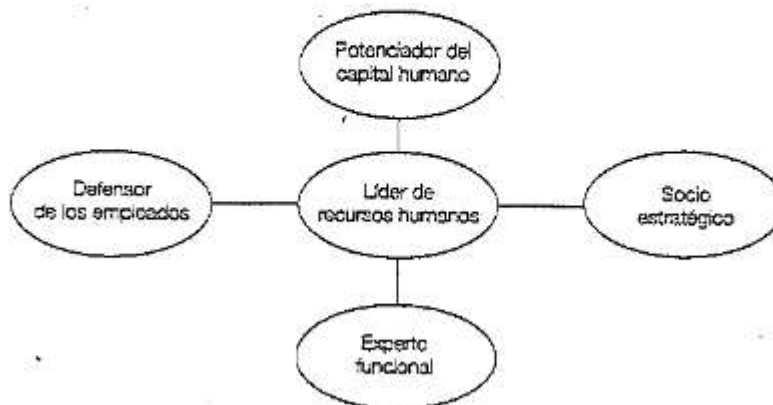 Potenciador del
capital humano
Defensor
de los empleados
Líder de
recursos humanos
Socio
estratégico
Experto
funcional